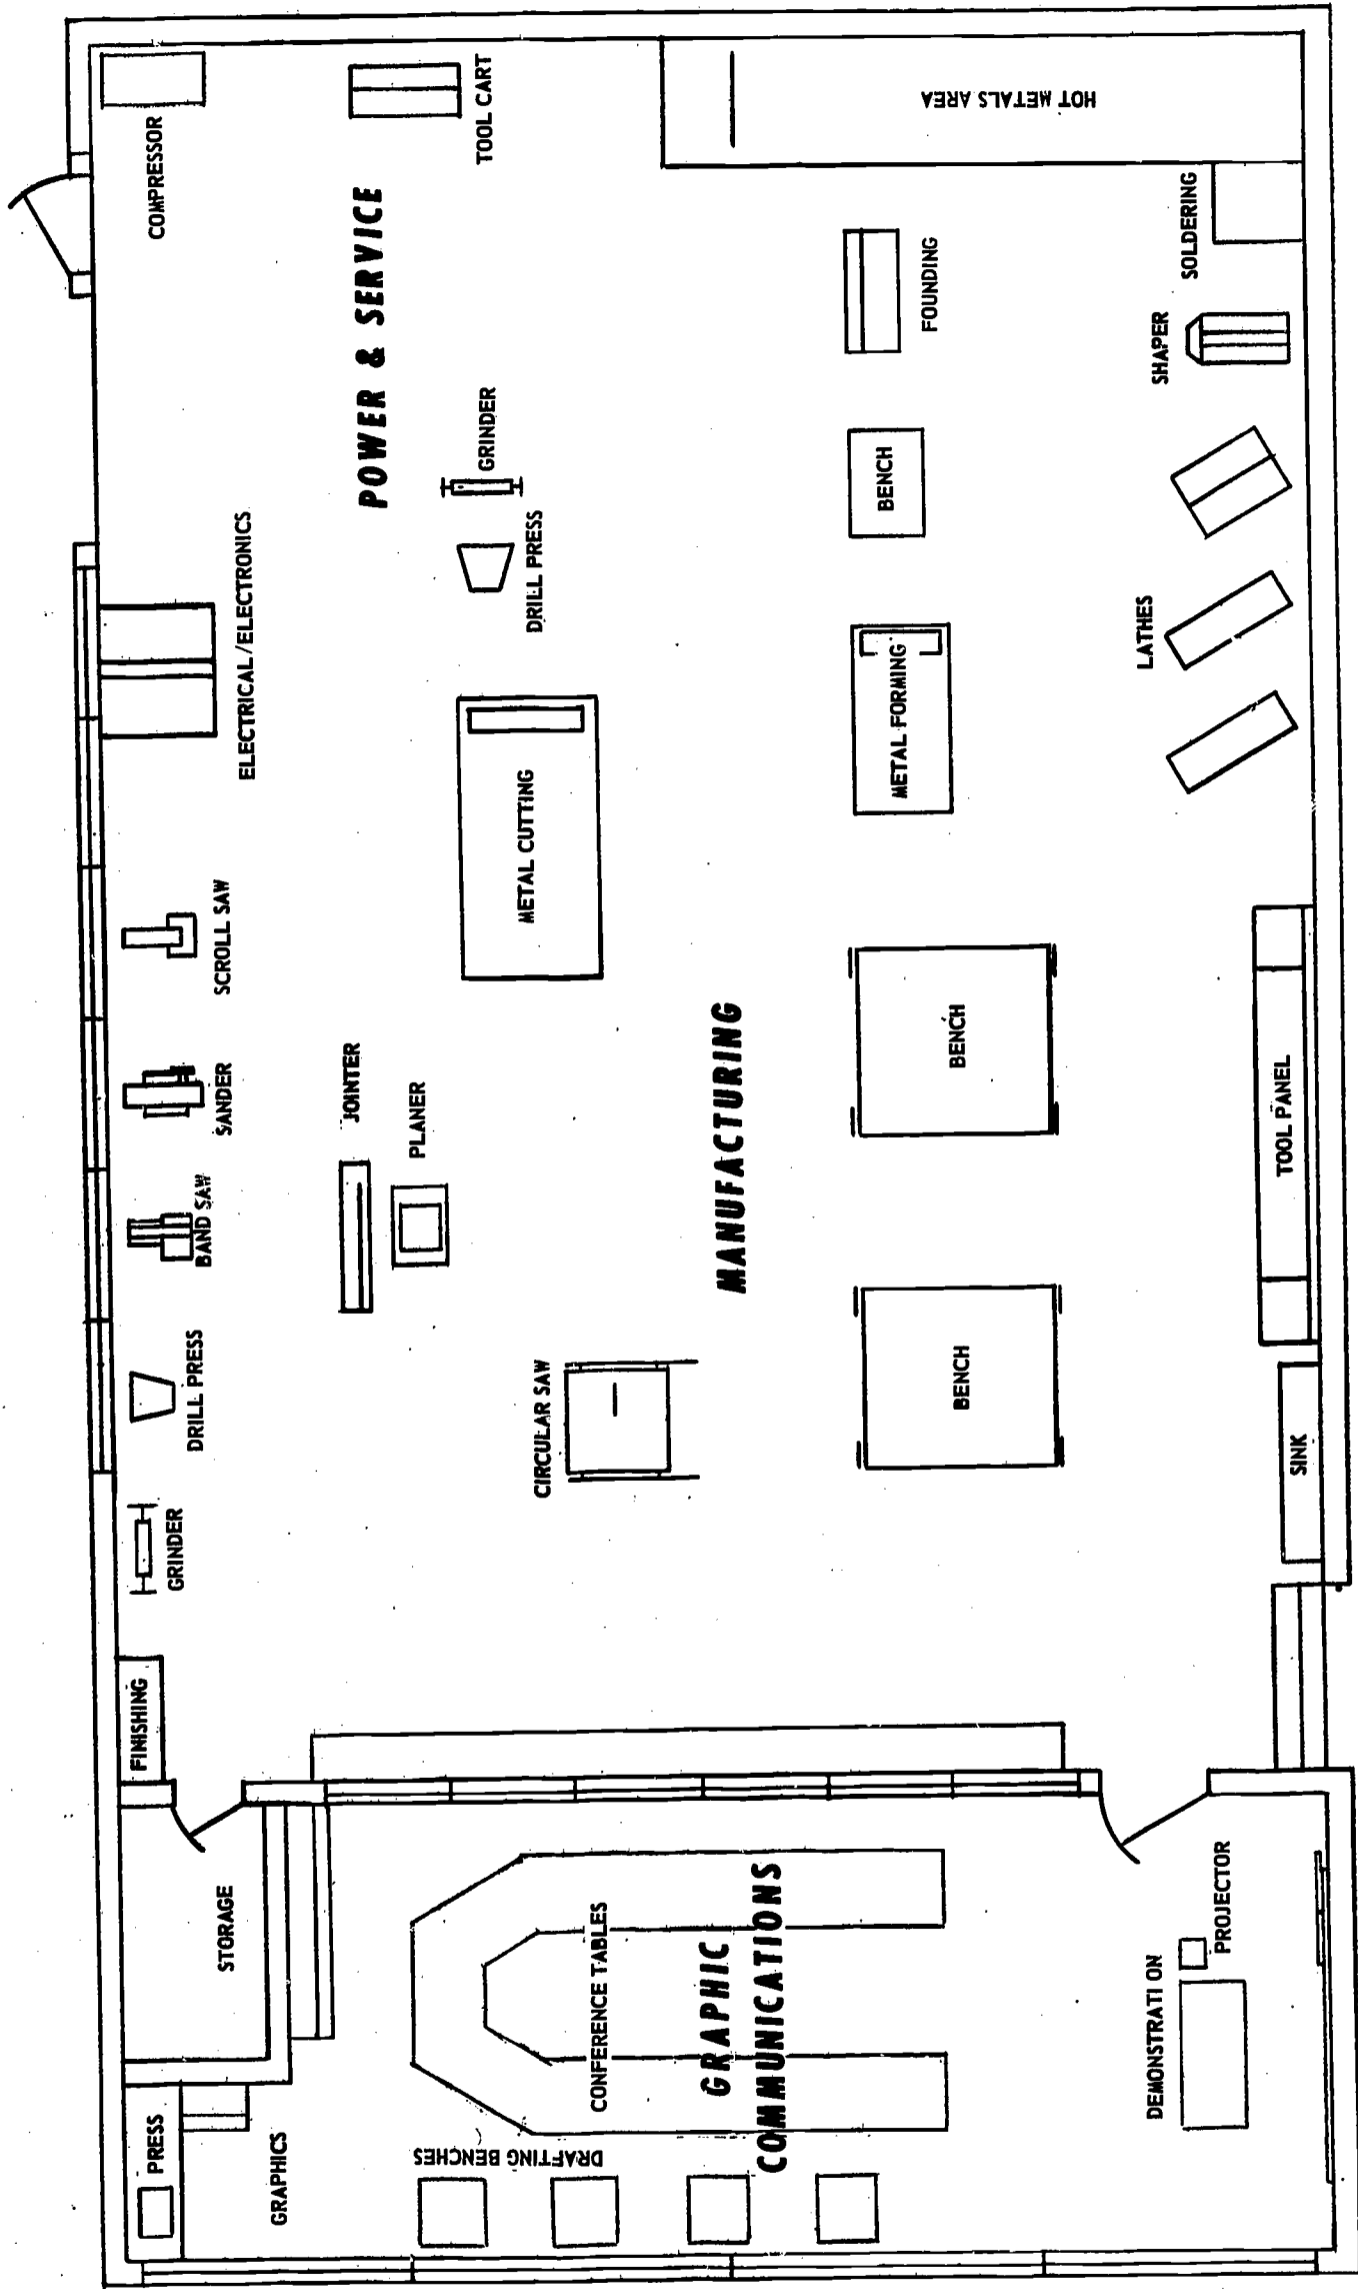 PRESS
GRAPHICS
STORAGE
FINISHING
GRINDER
DRILL PRESS
BAND SAW
SANDER
SCROLL SAW
ELECTRICAL/ELECTRONICS
COMPRESSOR
JOINTER
PLANER
POWER & SERVICE
TOOL CART
DRILL PRESS
GRINDER
METAL CUTTING
CIRCULAR SAW
DRAFTING BENCHES
CONFERENCE TABLES
GRAPHIC
COMMUNICATIONS
MANUFACTURING
BENCH
BENCH
METAL FORMING
BENCH
FOUNDING
HOT METALS AREA
DEMONSTRATI ON
PROJECTOR
SINK
TOOL PANEL
LATHES
SHAPER
SOLDERING